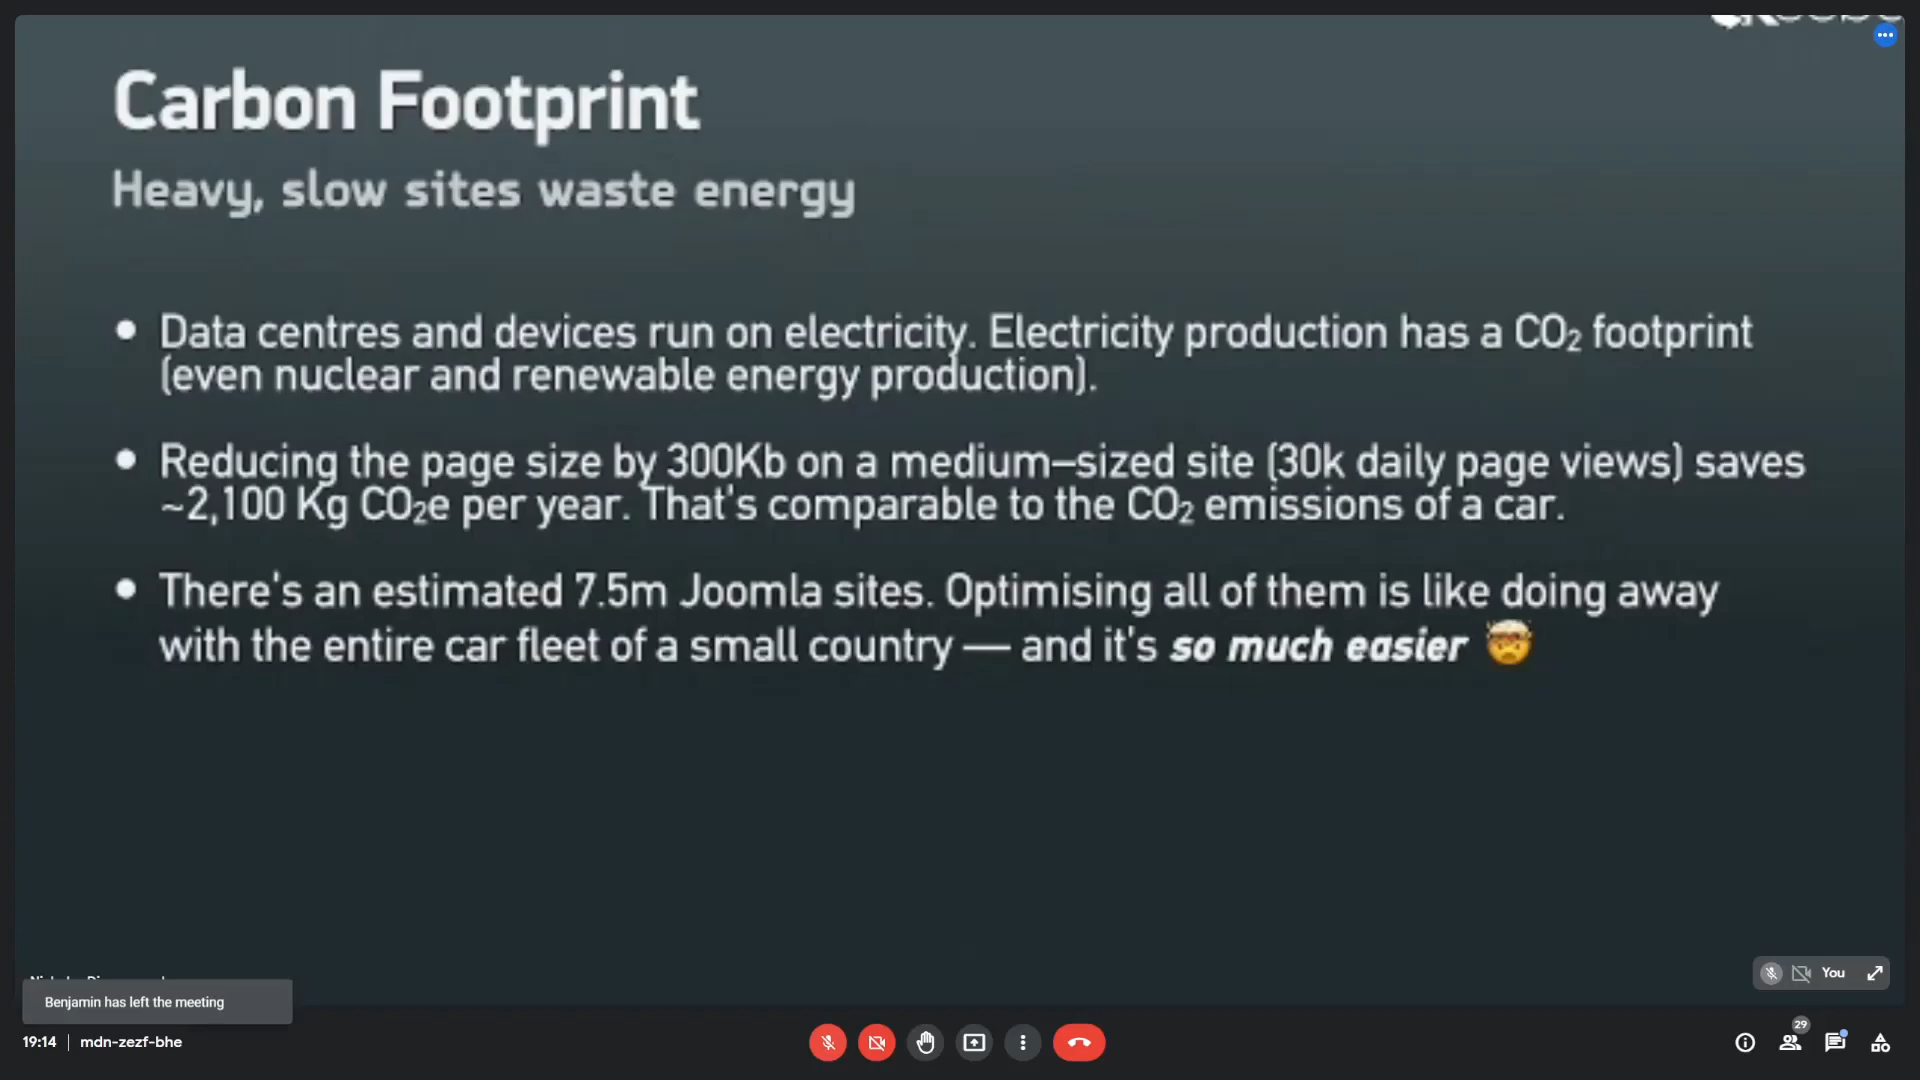 Carbon Footprint
Heavy, slow sites waste energy
• Data centres and devices run on electricity. Electricity production has a CO₂ footprint
(even nuclear and renewable energy production).
• Reducing the page size by 300Kb on a medium–sized site (30k daily page views) saves
~2,100 Kg CO₂e per year. That's comparable to the CO₂ emissions of a car.
• There's an estimated 7.5m Joomla sites. Optimising all of them is like doing away
with the entire car fleet of a small country — and it's so much easier 🤯
You
Benjamin has left the meeting
19:14 | mdn-zezf-bhe
29